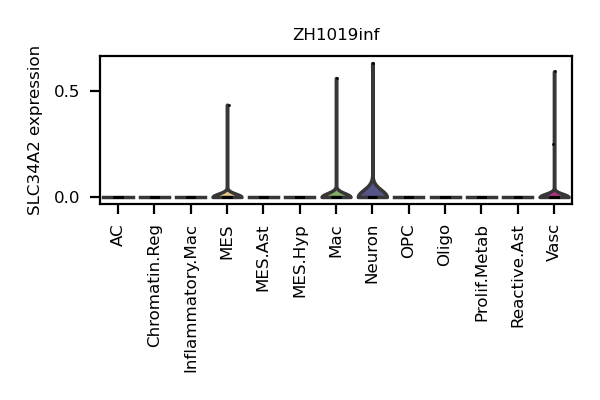 ZH1019inf
SLC34A2 expression
0.5
0.0
AC
Chromatin.Reg
Inflammatory.Mac
MES
MES.Ast
MES.Hyp
Mac
Neuron
OPC
Oligo
Prolif.Metab
Reactive.Ast
Vasc